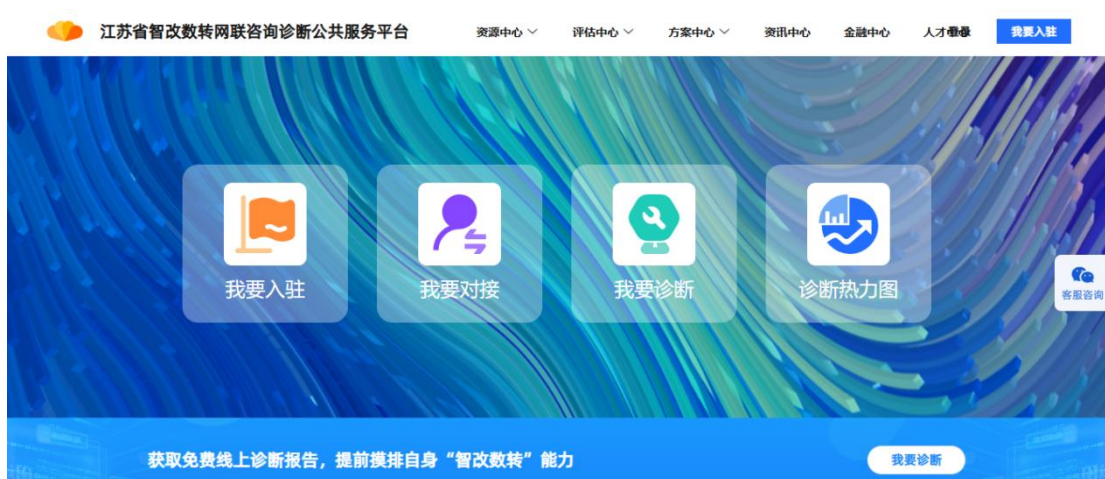 江苏省智改数转网联咨询诊断公共服务平台 资源中心 评估中心 方案中心 资讯中心 金融中心 人才 登录 我要入驻
我要入驻 我要对接 我要诊断 诊断热力图
客服咨询
获取免费线上诊断报告，提前摸排自身“智改数转”能力 我要诊断